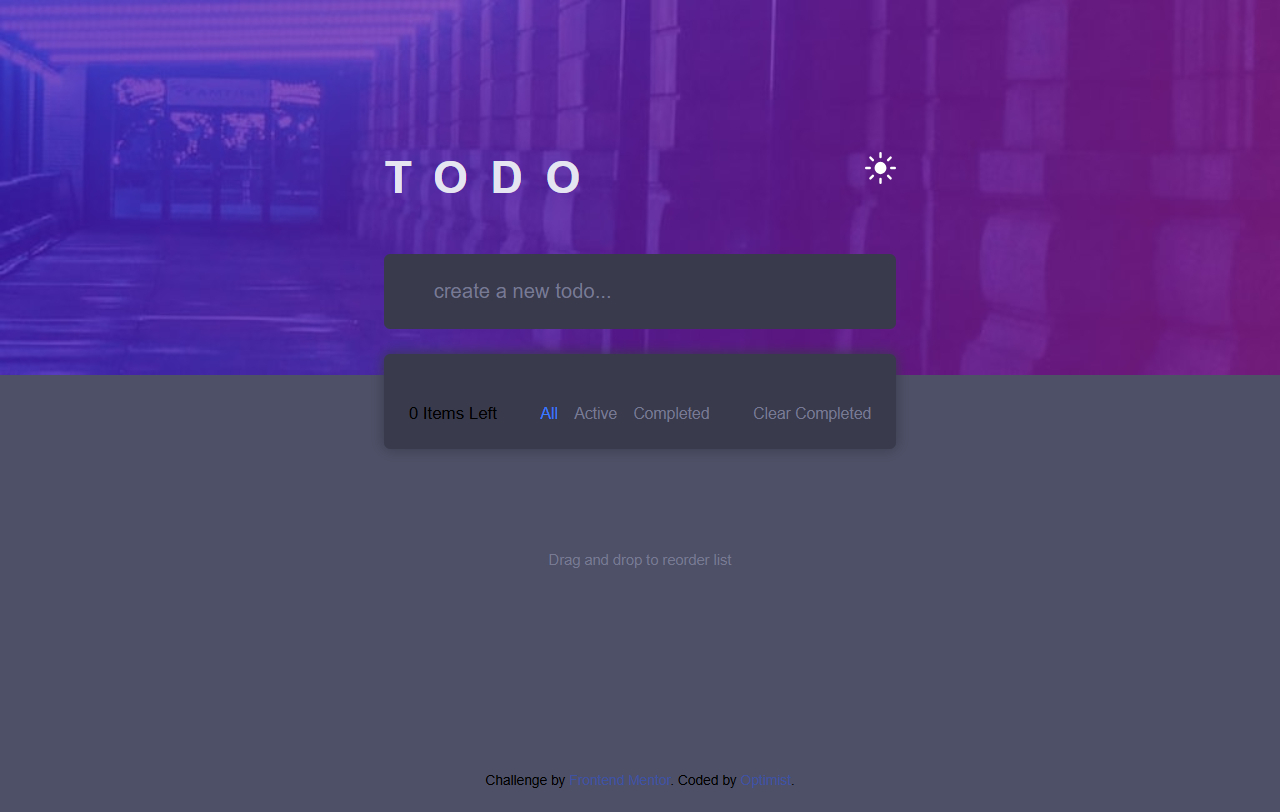 TODO
create a new todo...
0 Items Left All Active Completed Clear Completed
Drag and drop to reorder list
Challenge by Frontend Mentor. Coded by